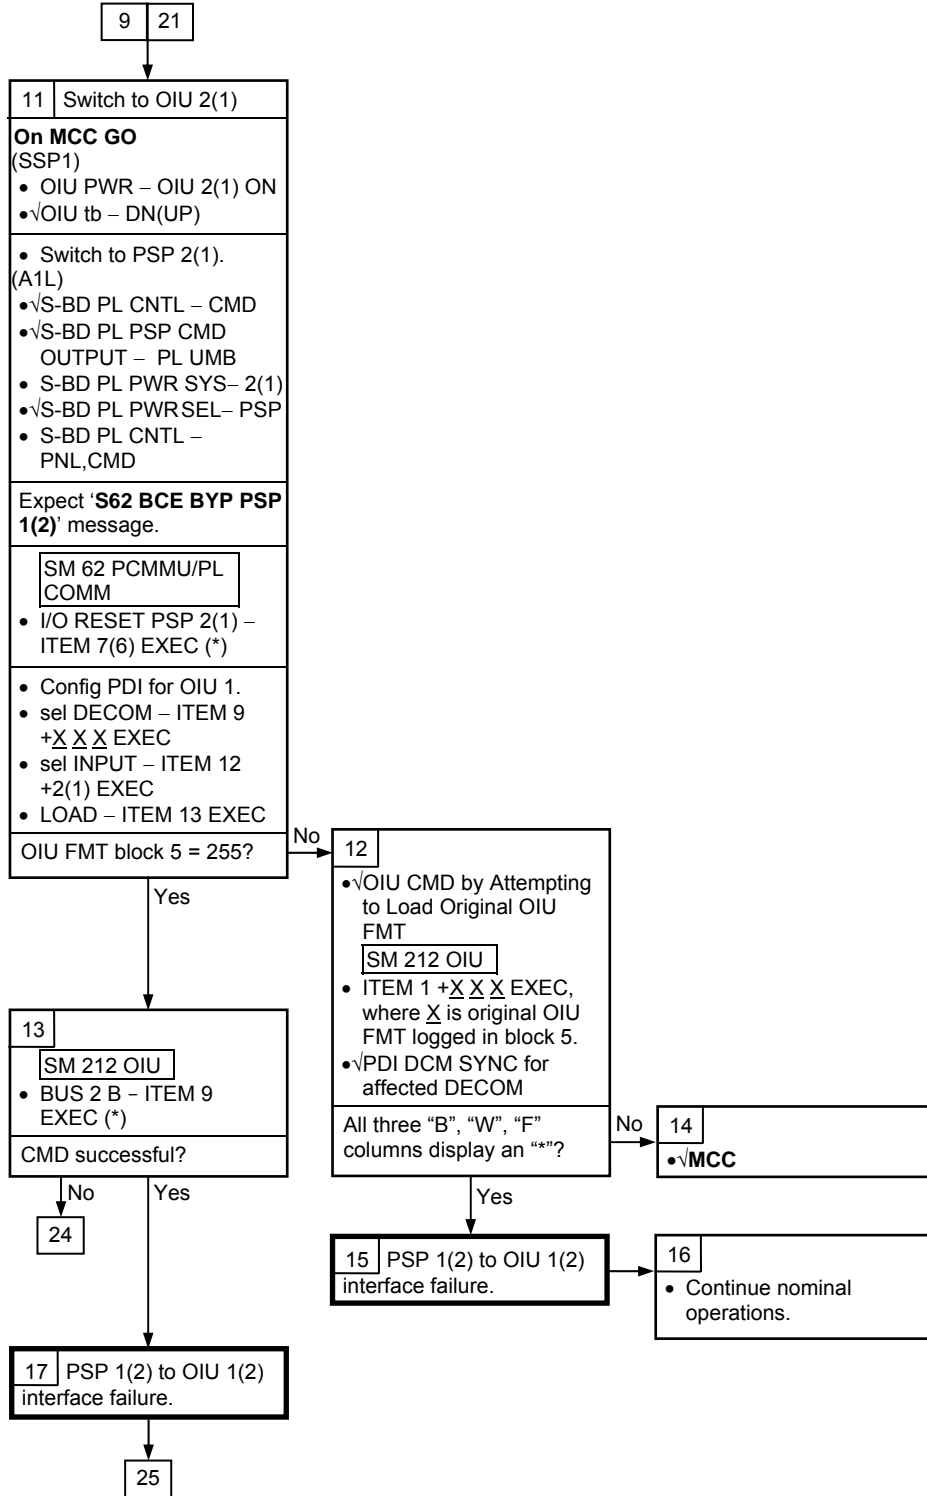 9 21
11 Switch to OIU 2(1)
On MCC GO
(SSP1)
• OIU PWR – OIU 2(1) ON
•√OIU tb – DN(UP)
• Switch to PSP 2(1).
(A1L)
•√S-BD PL CNTL – CMD
•√S-BD PL PSP CMD
OUTPUT – PL UMB
• S-BD PL PWR SYS– 2(1)
•√S-BD PL PWRSEL– PSP
• S-BD PL CNTL –
PNL,CMD
Expect ‘S62 BCE BYP PSP
1(2)’ message.
SM 62 PCMMU/PL
COMM
• I/O RESET PSP 2(1) –
ITEM 7(6) EXEC (*)
• Config PDI for OIU 1.
• sel DECOM – ITEM 9
+X X X EXEC
• sel INPUT – ITEM 12
+2(1) EXEC
• LOAD – ITEM 13 EXEC
OIU FMT block 5 = 255?
No
Yes
12
•√OIU CMD by Attempting
to Load Original OIU
FMT
SM 212 OIU
• ITEM 1 +X X X EXEC,
where X is original OIU
FMT logged in block 5.
•√PDI DCM SYNC for
affected DECOM
All three “B”, “W”, “F”
columns display an “*”?
No
Yes
13
SM 212 OIU
• BUS 2 B – ITEM 9
EXEC (*)
CMD successful?
No
Yes
24
14
•√MCC
15 PSP 1(2) to OIU 1(2)
interface failure.
16
• Continue nominal
operations.
17 PSP 1(2) to OIU 1(2)
interface failure.
25